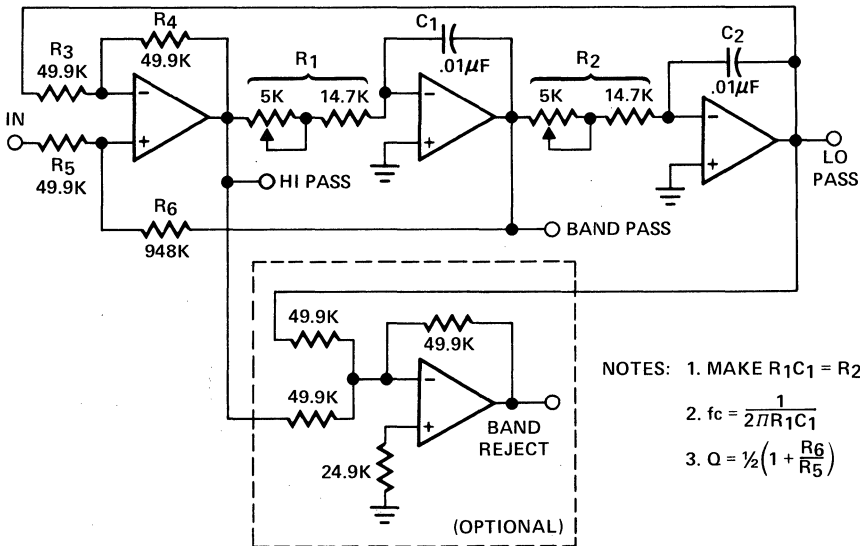 R4
49.9K
R3
49.9K
IN
R5
49.9K
R6
948K
−
+
R1
5K
14.7K
HI PASS
C1
.01μF
−
+
BAND PASS
R2
5K
14.7K
C2
.01μF
−
+
LO
PASS
49.9K
49.9K
49.9K
−
+
24.9K
BAND
REJECT
(OPTIONAL)
NOTES: 1. MAKE R1C1 = R2
2. fc = 1/2ΠR1C1
3. Q = ½(1 + R6/R5)